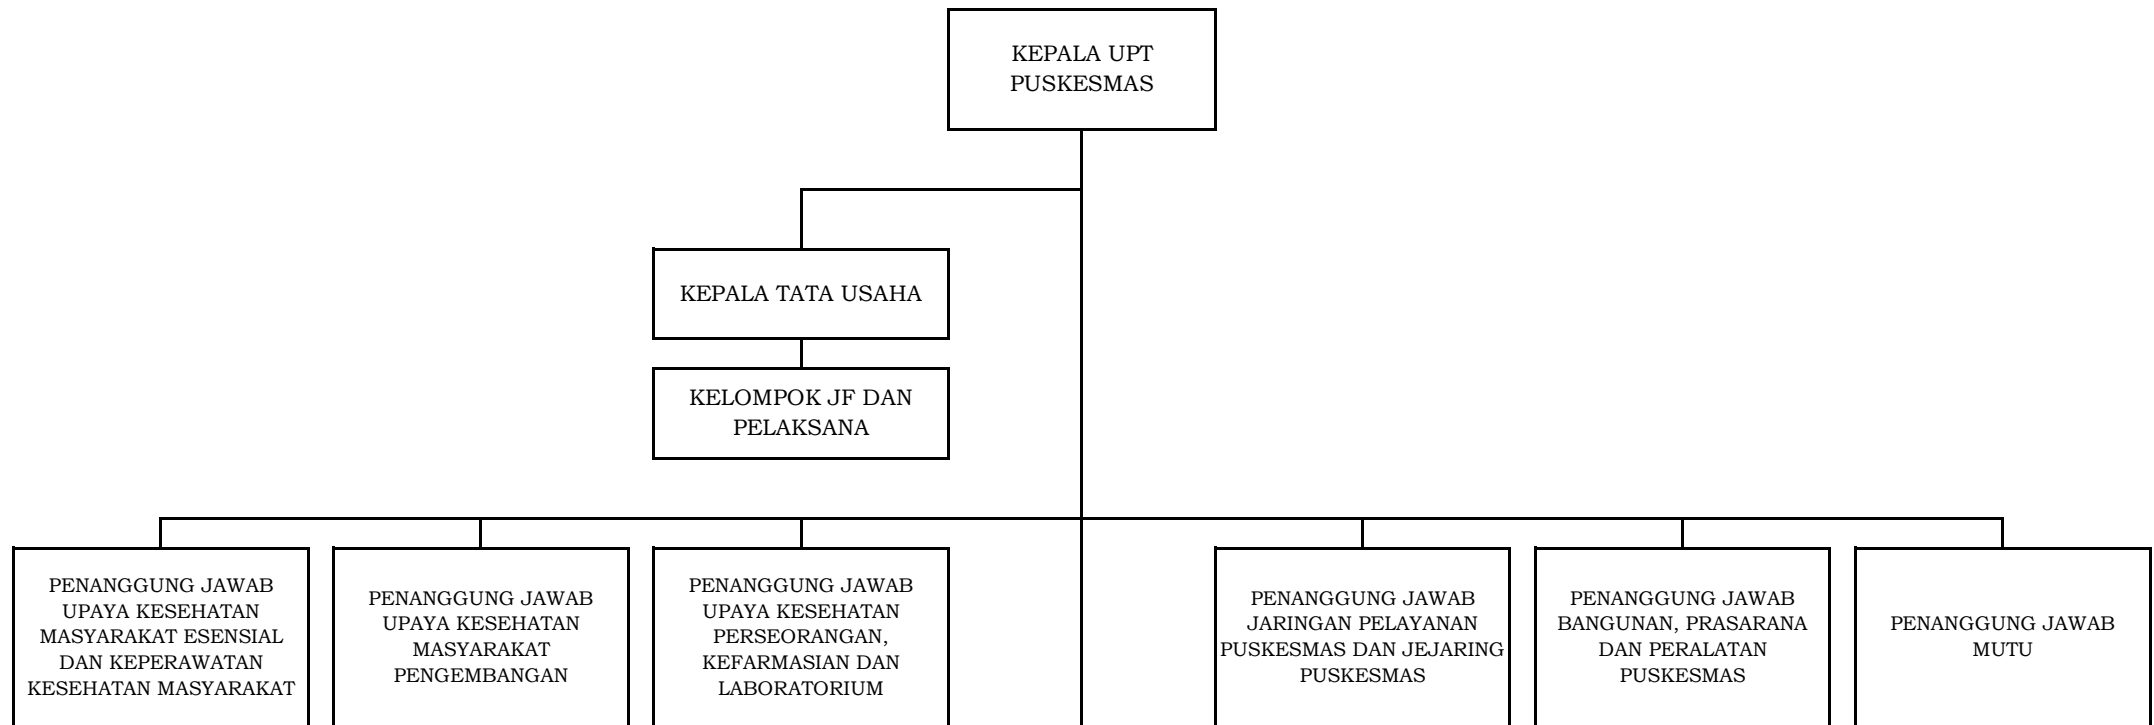 KEPALA UPT
PUSKESMAS
KEPALA TATA USAHA
KELOMPOK JF DAN
PELAKSANA
PENANGGUNG JAWAB
UPAYA KESEHATAN
MASYARAKAT ESENSIAL
DAN KEPERAWATAN
KESEHATAN MASYARAKAT
PENANGGUNG JAWAB
UPAYA KESEHATAN
MASYARAKAT
PENGEMBANGAN
PENANGGUNG JAWAB
UPAYA KESEHATAN
PERSEORANGAN,
KEFARMASIAN DAN
LABORATORIUM
PENANGGUNG JAWAB
JARINGAN PELAYANAN
PUSKESMAS DAN JEJARING
PUSKESMAS
PENANGGUNG JAWAB
BANGUNAN, PRASARANA
DAN PERALATAN
PUSKESMAS
PENANGGUNG JAWAB
MUTU